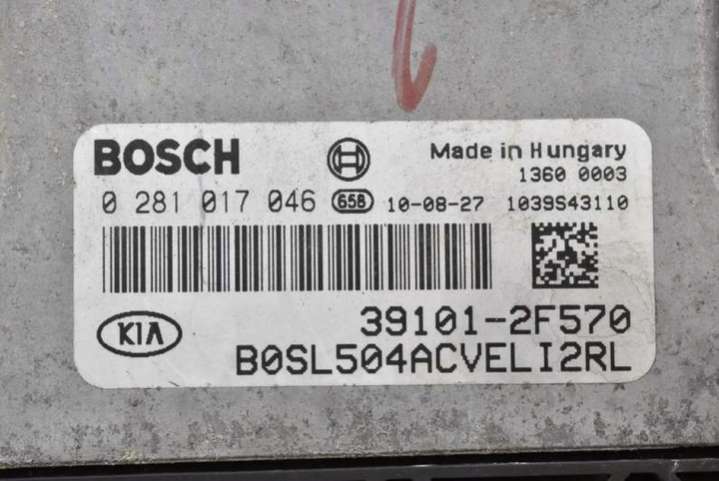 BOSCH
Made in Hungary
1360 0003
0 281 017 046 658 10-08-27 1039S43110
KIA
39101-2F570
B0SL504ACVELI2RL